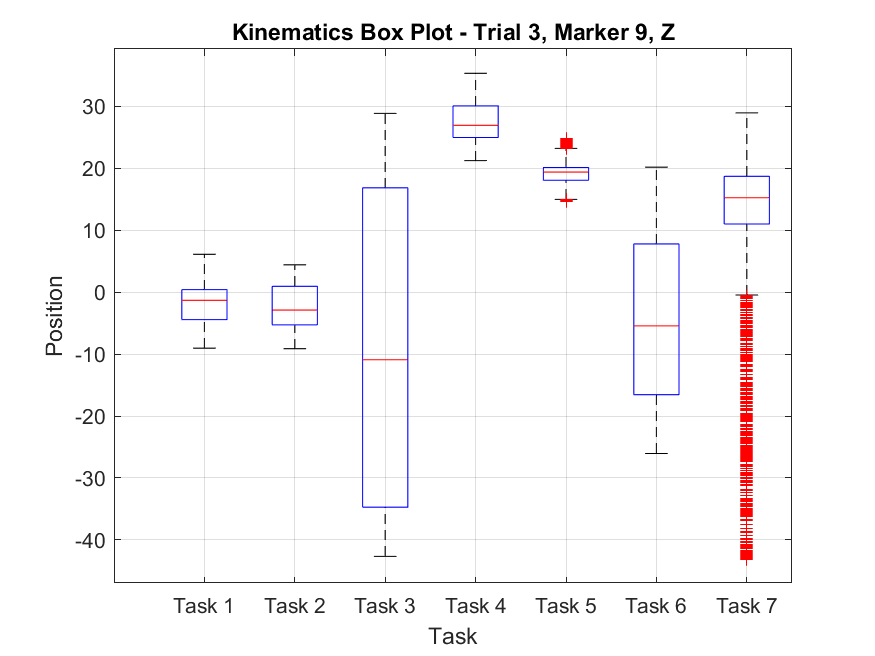 Kinematics Box Plot - Trial 3, Marker 9, Z
Position
30
20
10
0
-10
-20
-30
-40
Task 1 Task 2 Task 3 Task 4 Task 5 Task 6 Task 7
Task